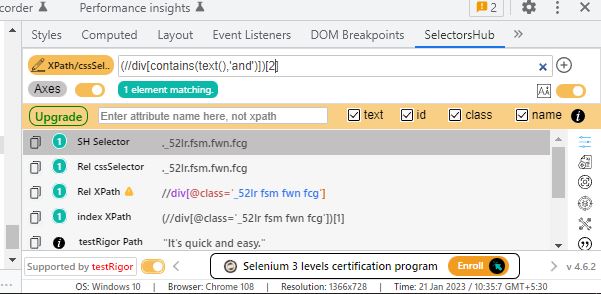 corder Performance insights 2
Styles Computed Layout Event Listeners DOM Breakpoints SelectorsHub
XPath/cssSel.. (//div[contains(text(),'and')])[2]
Axes 1 element matching.
Upgrade Enter attribute name here, not xpath text id class name
1 SH Selector ._52lr.fsm.fwn.fcg
1 Rel cssSelector ._52lr.fsm.fwn.fcg
1 Rel XPath //div[@class='_52lr fsm fwn fcg']
1 index XPath (//div[@class='_52lr fsm fwn fcg'])[1]
testRigor Path "It's quick and easy."
Supported by testRigor Selenium 3 levels certification program Enroll v 4.6.2
OS: Windows 10 | Browser: Chrome 108 | Resolution: 1366x728 | Time: 21 Jan 2023 / 10:35:7 GMT+5:30